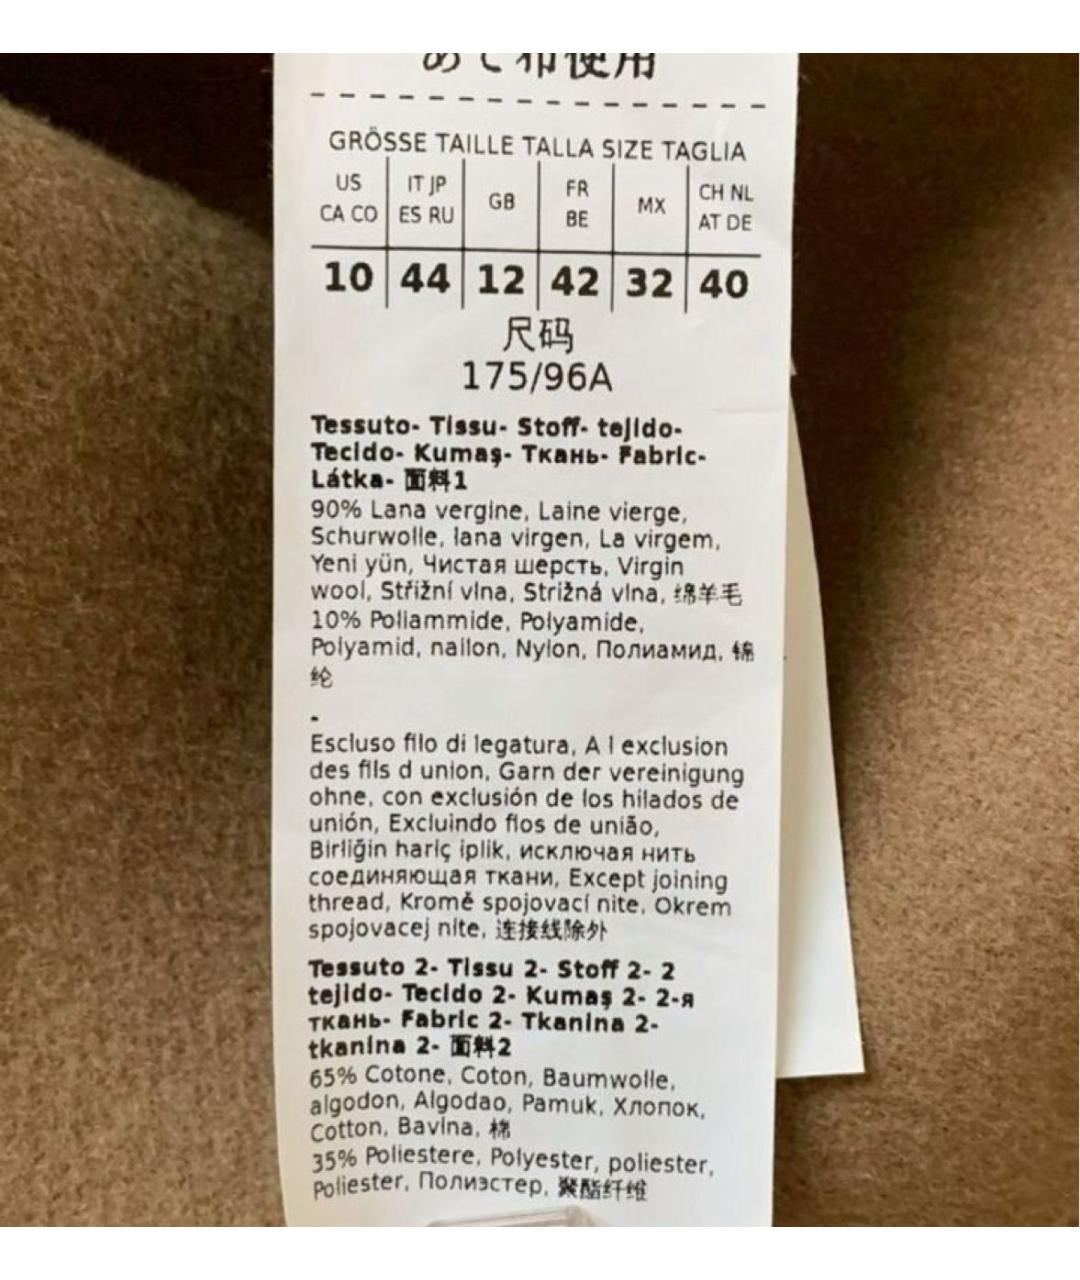 あて布使用
GRÖSSE TAILLE TALLA SIZE TAGLIA
US IT JP GB FR MX CH NL
CA CO ES RU BE AT DE
10 44 12 42 32 40
尺码
175/96A
Tessuto- Tissu- Stoff- tejido-
Tecido- Kumaş- Ткань- Fabric-
Látka- 面料1
90% Lana vergine, Laine vierge,
Schurwolle, lana virgen, La virgem,
Yeni yün, Чистая шерсть, Virgin
wool, Střižní vlna, Strižná vlna, 绵羊毛
10% Poliammide, Polyamide,
Polyamid, nailon, Nylon, Полиамид, 锦
纶
-
Escluso filo di legatura, A l exclusion
des fils d union, Garn der vereinigung
ohne, con exclusión de los hilados de
unión, Excluindo fios de união,
Birliğin hariç iplik, исключая нить
соединяющая ткани, Except joining
thread, Kromě spojovací nite, Okrem
spojovacej nite, 连接线除外
Tessuto 2- Tissu 2- Stoff 2- 2
tejido- Tecido 2- Kumaş 2- 2-я
ткань- Fabric 2- Tkanina 2-
tkanina 2- 面料2
65% Cotone, Coton, Baumwolle,
algodon, Algodao, Pamuk, Хлопок,
Cotton, Bavlna, 棉
35% Poliestere, Polyester, poliester,
Poliester, Полиэстер, 聚酯纤维